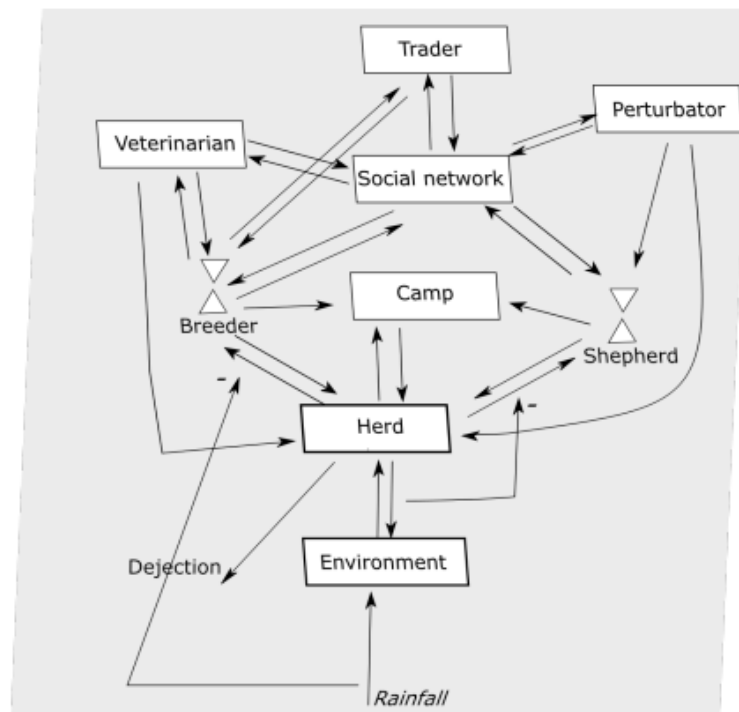 Trader
Perturbator
Veterinarian
Social network
Camp
Breeder
Shepherd
-
-
Herd
Environment
Dejection
Rainfall